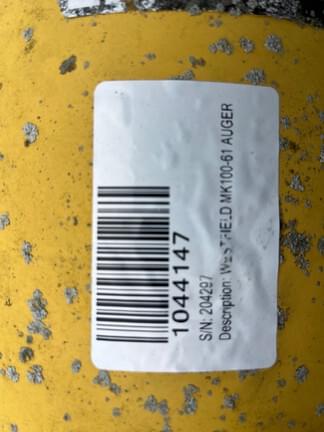 1044147
S/N: 204297
Description: WESTFIELD MK100-61 AUGER